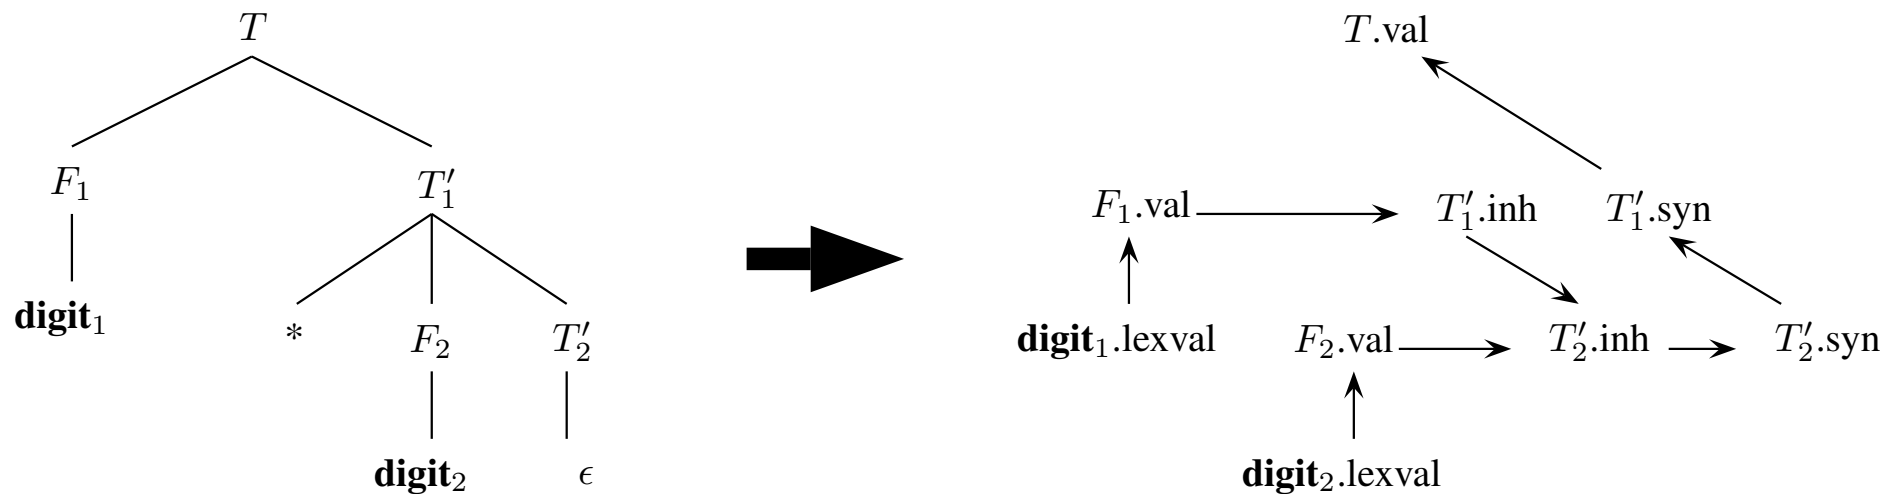 T T.val
F₁ T′₁ F₁.val T′₁.inh T′₁.syn
digit₁ * F₂ T′₂ digit₁.lexval F₂.val T′₂.inh T′₂.syn
digit₂ ϵ digit₂.lexval